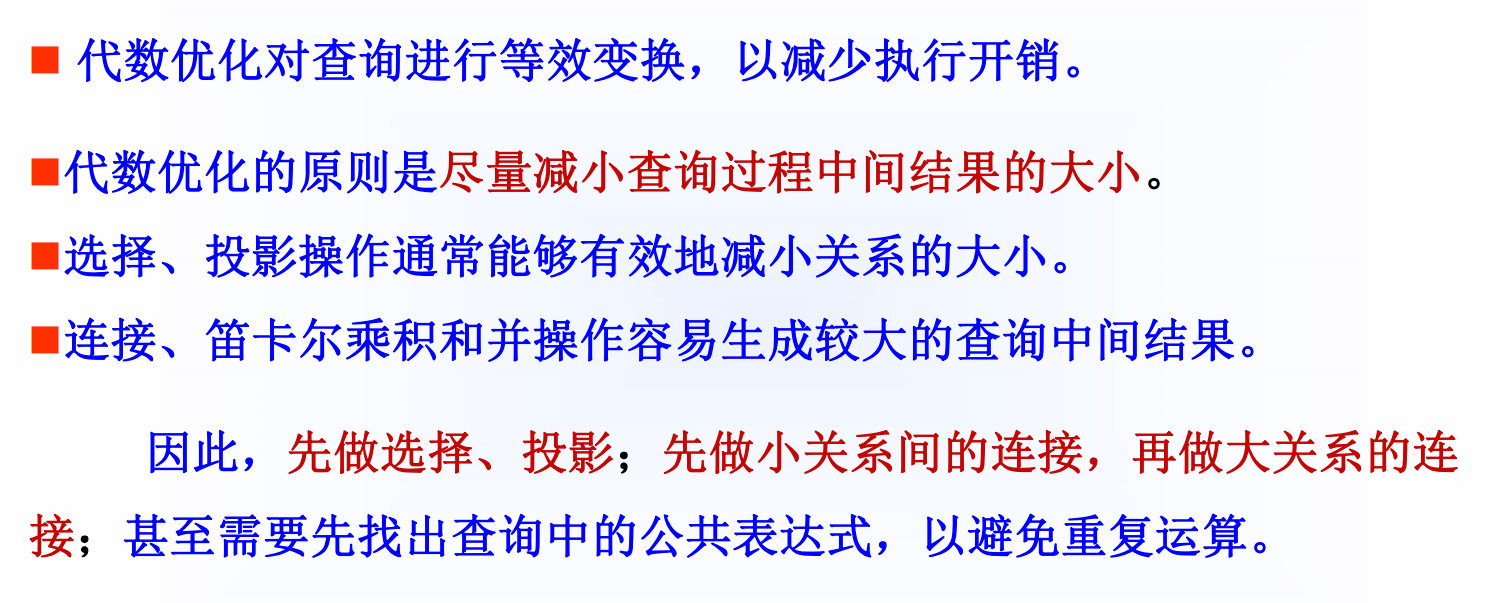 ■ 代数优化对查询进行等效变换，以减少执行开销。
■代数优化的原则是尽量减小查询过程中间结果的大小。
■选择、投影操作通常能够有效地减小关系的大小。
■连接、笛卡尔乘积和并操作容易生成较大的查询中间结果。
因此，先做选择、投影；先做小关系间的连接，再做大关系的连
接；甚至需要先找出查询中的公共表达式，以避免重复运算。